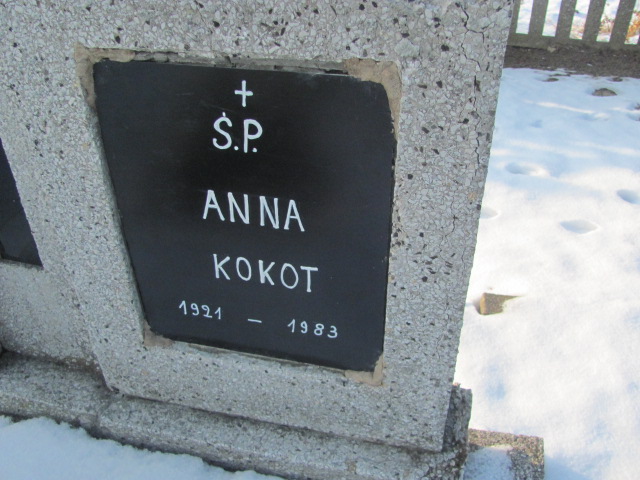 Ś.P.
ANNA
KOKOT
1921 – 1983